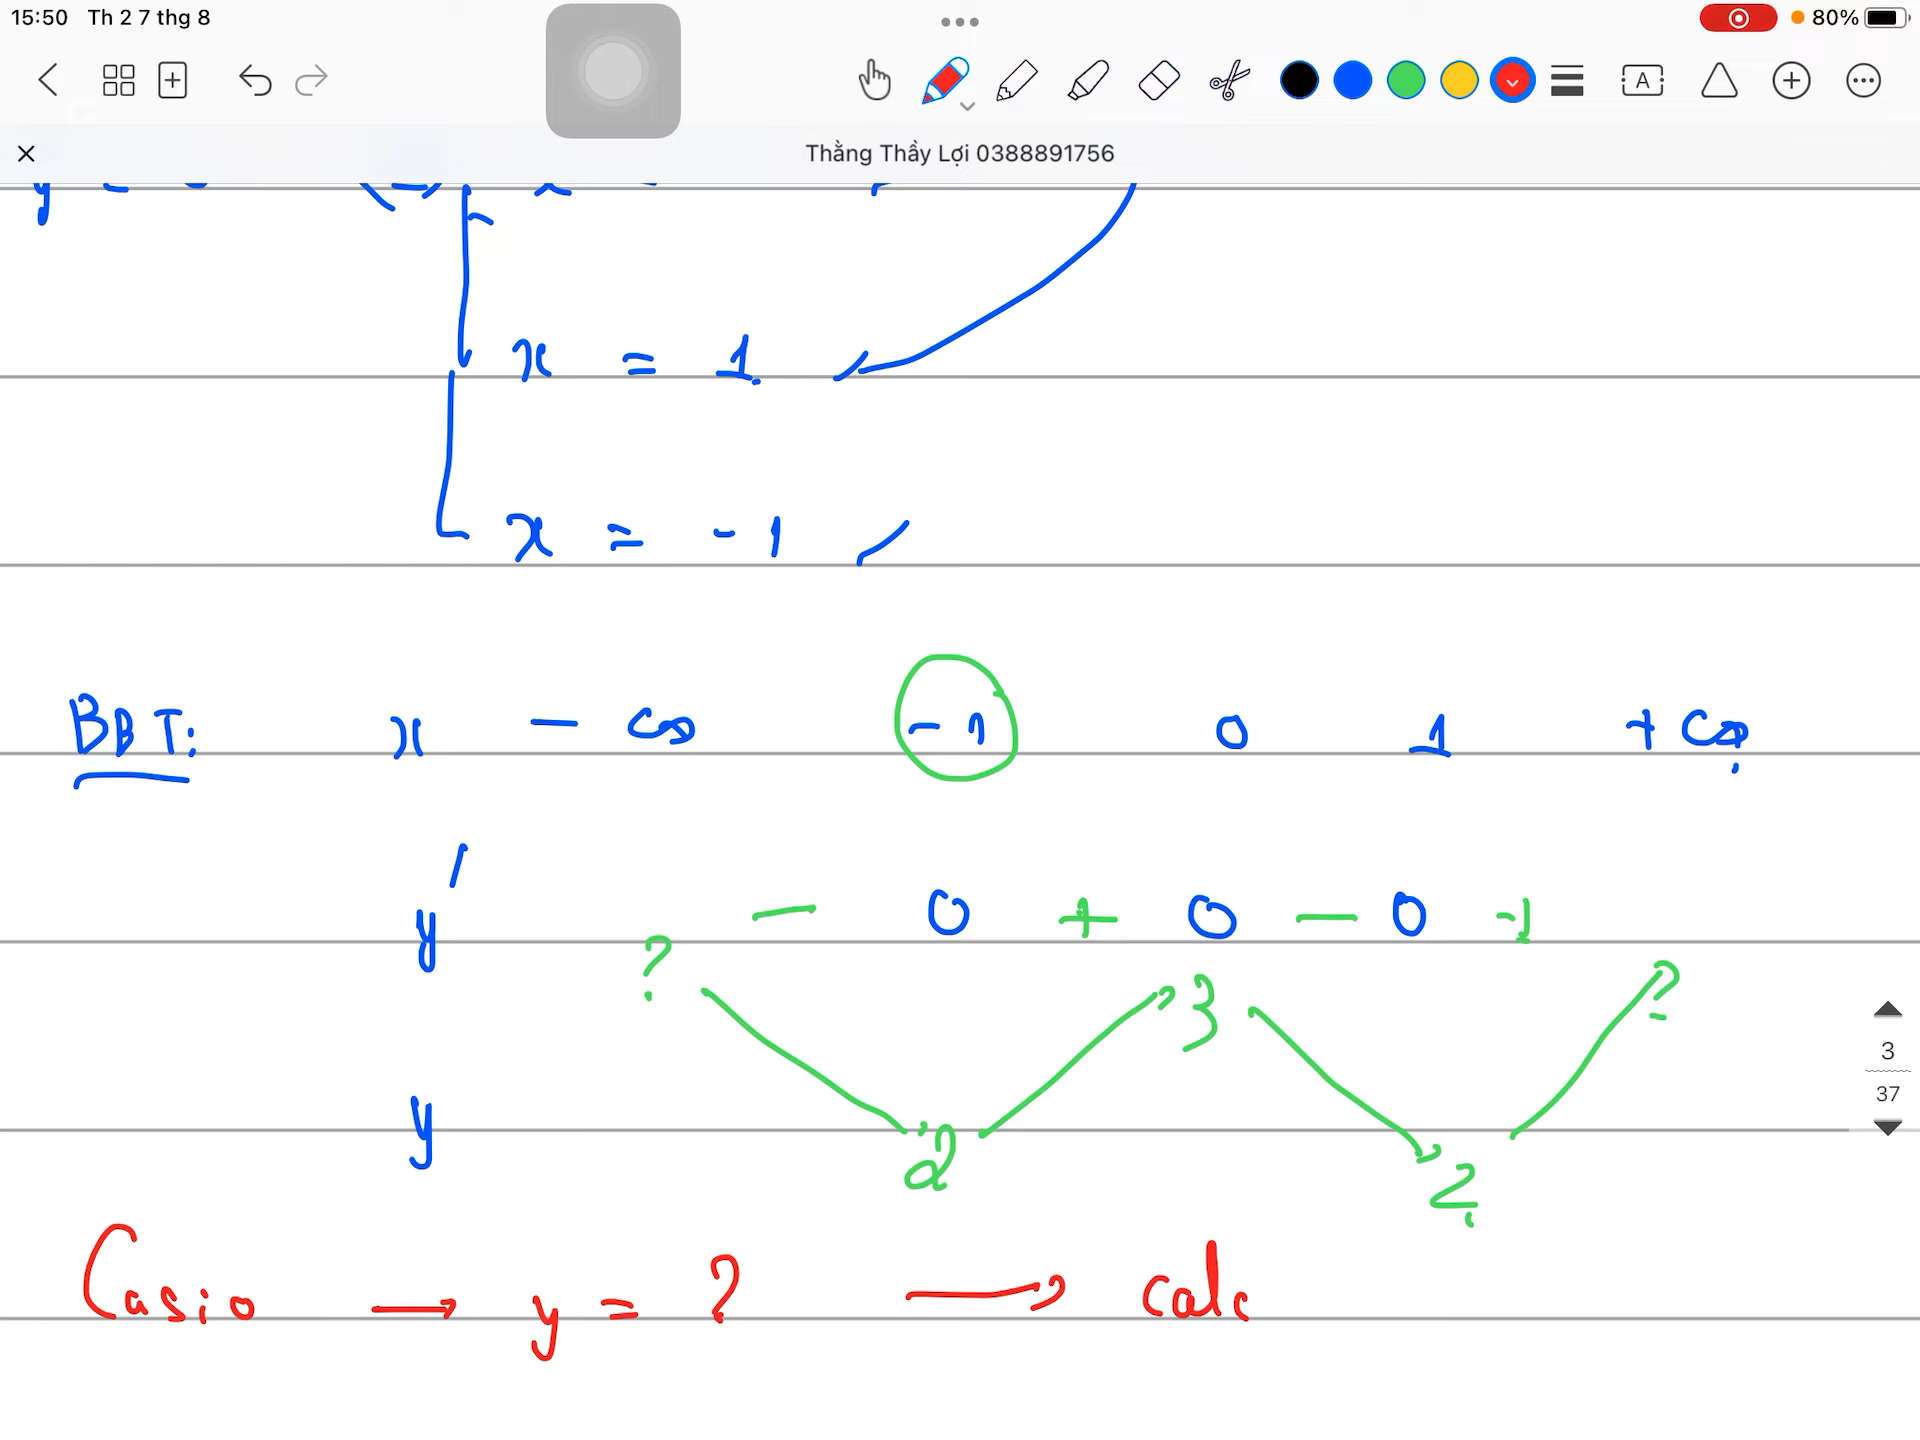 15:50 Th 2 7 thg 8
80%
A
Thằng Thầy Lợi 0388891756
x = 1
x = -1
BBT: x -∞ -1 0 1 +∞
y' - 0 + 0 - 0 +
? 3 ?
y
2 2
3
37
Casio → y = ? → calc